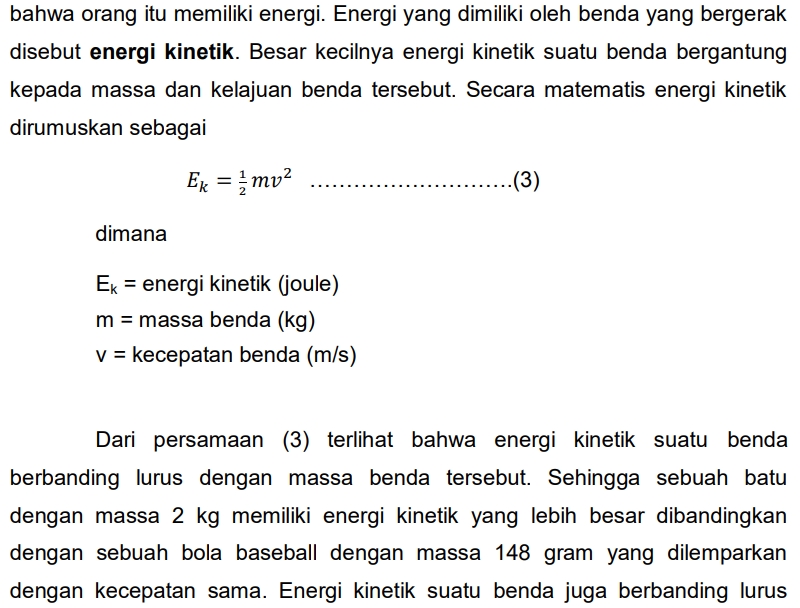 bahwa orang itu memiliki energi. Energi yang dimiliki oleh benda yang bergerak
disebut energi kinetik. Besar kecilnya energi kinetik suatu benda bergantung
kepada massa dan kelajuan benda tersebut. Secara matematis energi kinetik
dirumuskan sebagai
E_k = ½ mv² ............................(3)
dimana
E_k = energi kinetik (joule)
m = massa benda (kg)
v = kecepatan benda (m/s)
Dari persamaan (3) terlihat bahwa energi kinetik suatu benda
berbanding lurus dengan massa benda tersebut. Sehingga sebuah batu
dengan massa 2 kg memiliki energi kinetik yang lebih besar dibandingkan
dengan sebuah bola baseball dengan massa 148 gram yang dilemparkan
dengan kecepatan sama. Energi kinetik suatu benda juga berbanding lurus